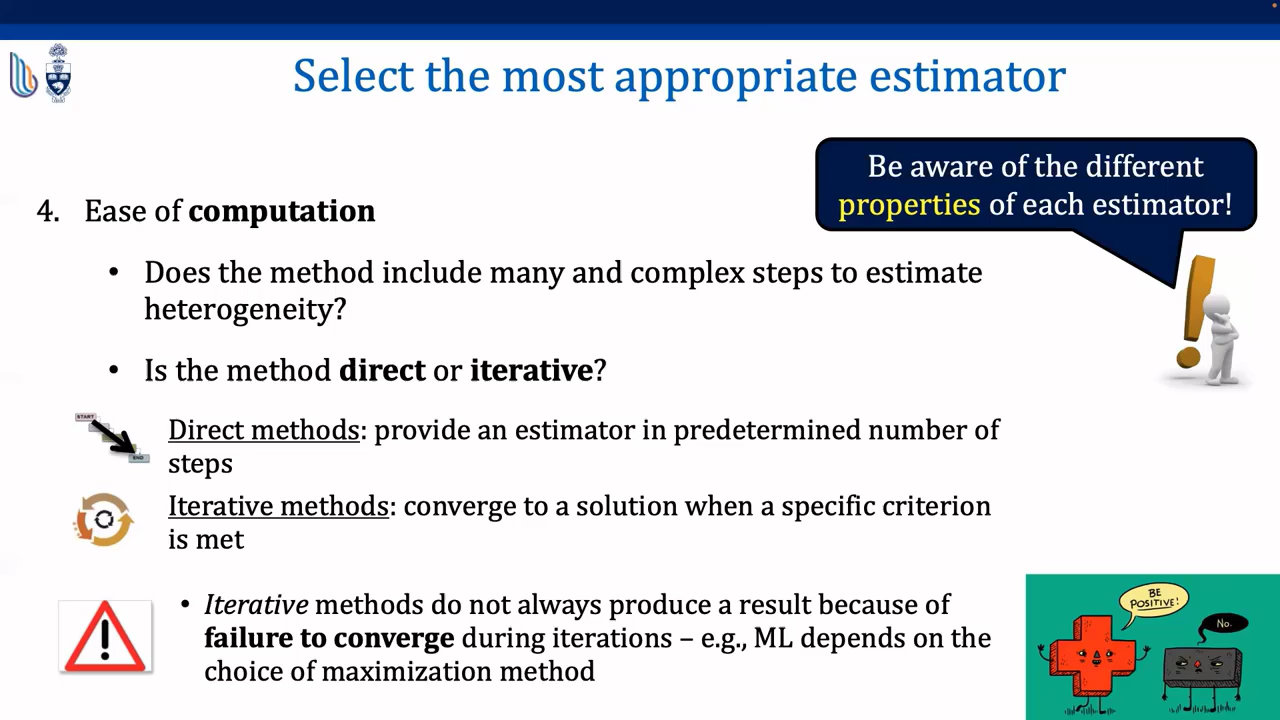 Select the most appropriate estimator
Be aware of the different
properties of each estimator!
4. Ease of computation
• Does the method include many and complex steps to estimate
heterogeneity?
• Is the method direct or iterative?
START
END
Direct methods: provide an estimator in predetermined number of
steps
Iterative methods: converge to a solution when a specific criterion
is met
• Iterative methods do not always produce a result because of
failure to converge during iterations – e.g., ML depends on the
choice of maximization method
BE
POSITIVE!
No.